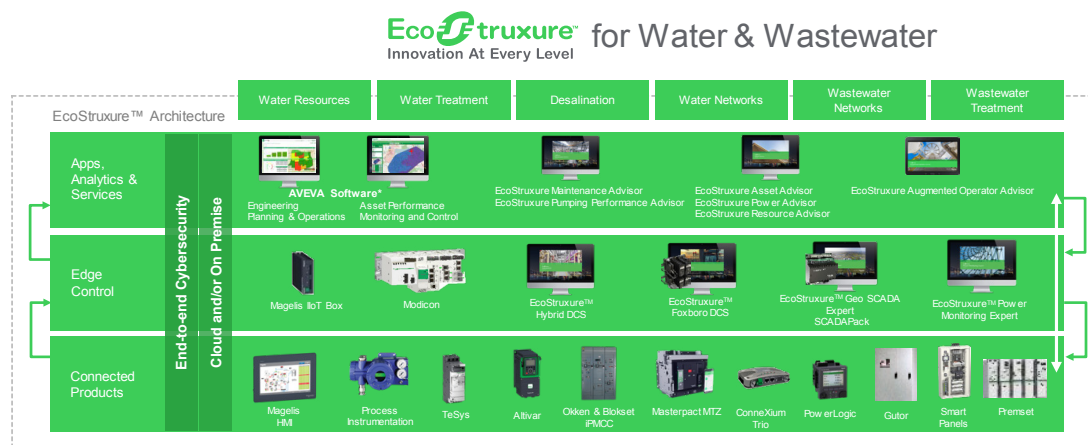 EcoStruxure™ for Water & Wastewater
Innovation At Every Level
Water Resources
Water Treatment
Desalination
Water Networks
Wastewater
Networks
Wastewater
Treatment
EcoStruxure™ Architecture
Apps,
Analytics &
Services
End-to-end Cybersecurity
Cloud and/or On Premise
AVEVA Software*
Engineering
Planning & Operations
Asset Performance
Monitoring and Control
EcoStruxure Maintenance Advisor
EcoStruxure Pumping Performance Advisor
EcoStruxure Asset Advisor
EcoStruxure Power Advisor
EcoStruxure Resource Advisor
EcoStruxure Augmented Operator Advisor
Edge
Control
Magelis IIoT Box
Modicon
EcoStruxure™
Hybrid DCS
EcoStruxure™
Foxboro DCS
EcoStruxure™ Geo SCADA
Expert
SCADAPack
EcoStruxure™ Power
Monitoring Expert
Connected
Products
Magelis
HMI
Process
Instrumentation
TeSys
Altivar
Okken & Blokset
iPMCC
Masterpact MTZ
ConneXium
Trio
PowerLogic
Gutor
Smart
Panels
Premset